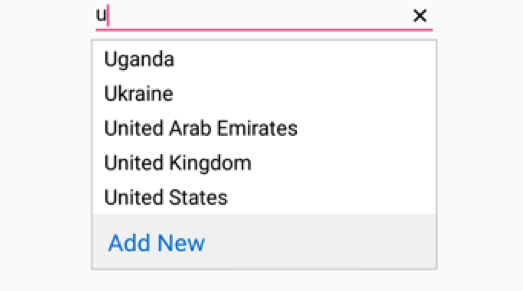 u
Uganda
Ukraine
United Arab Emirates
United Kingdom
United States
Add New